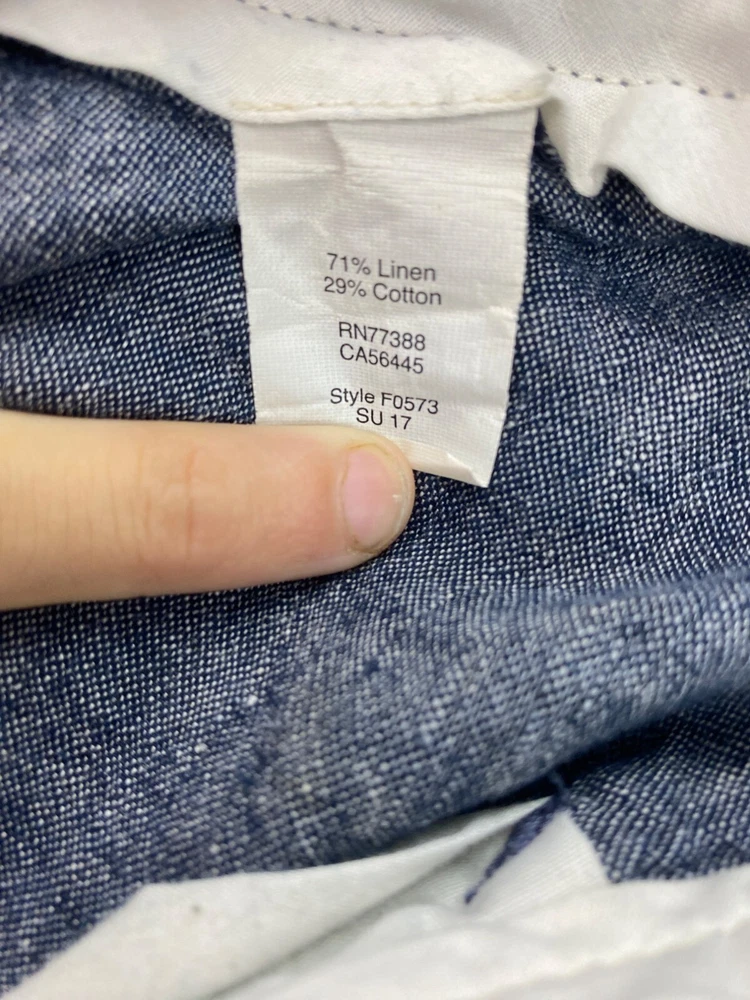 71% Linen
29% Cotton
RN77388
CA56445
Style F0573
SU 17